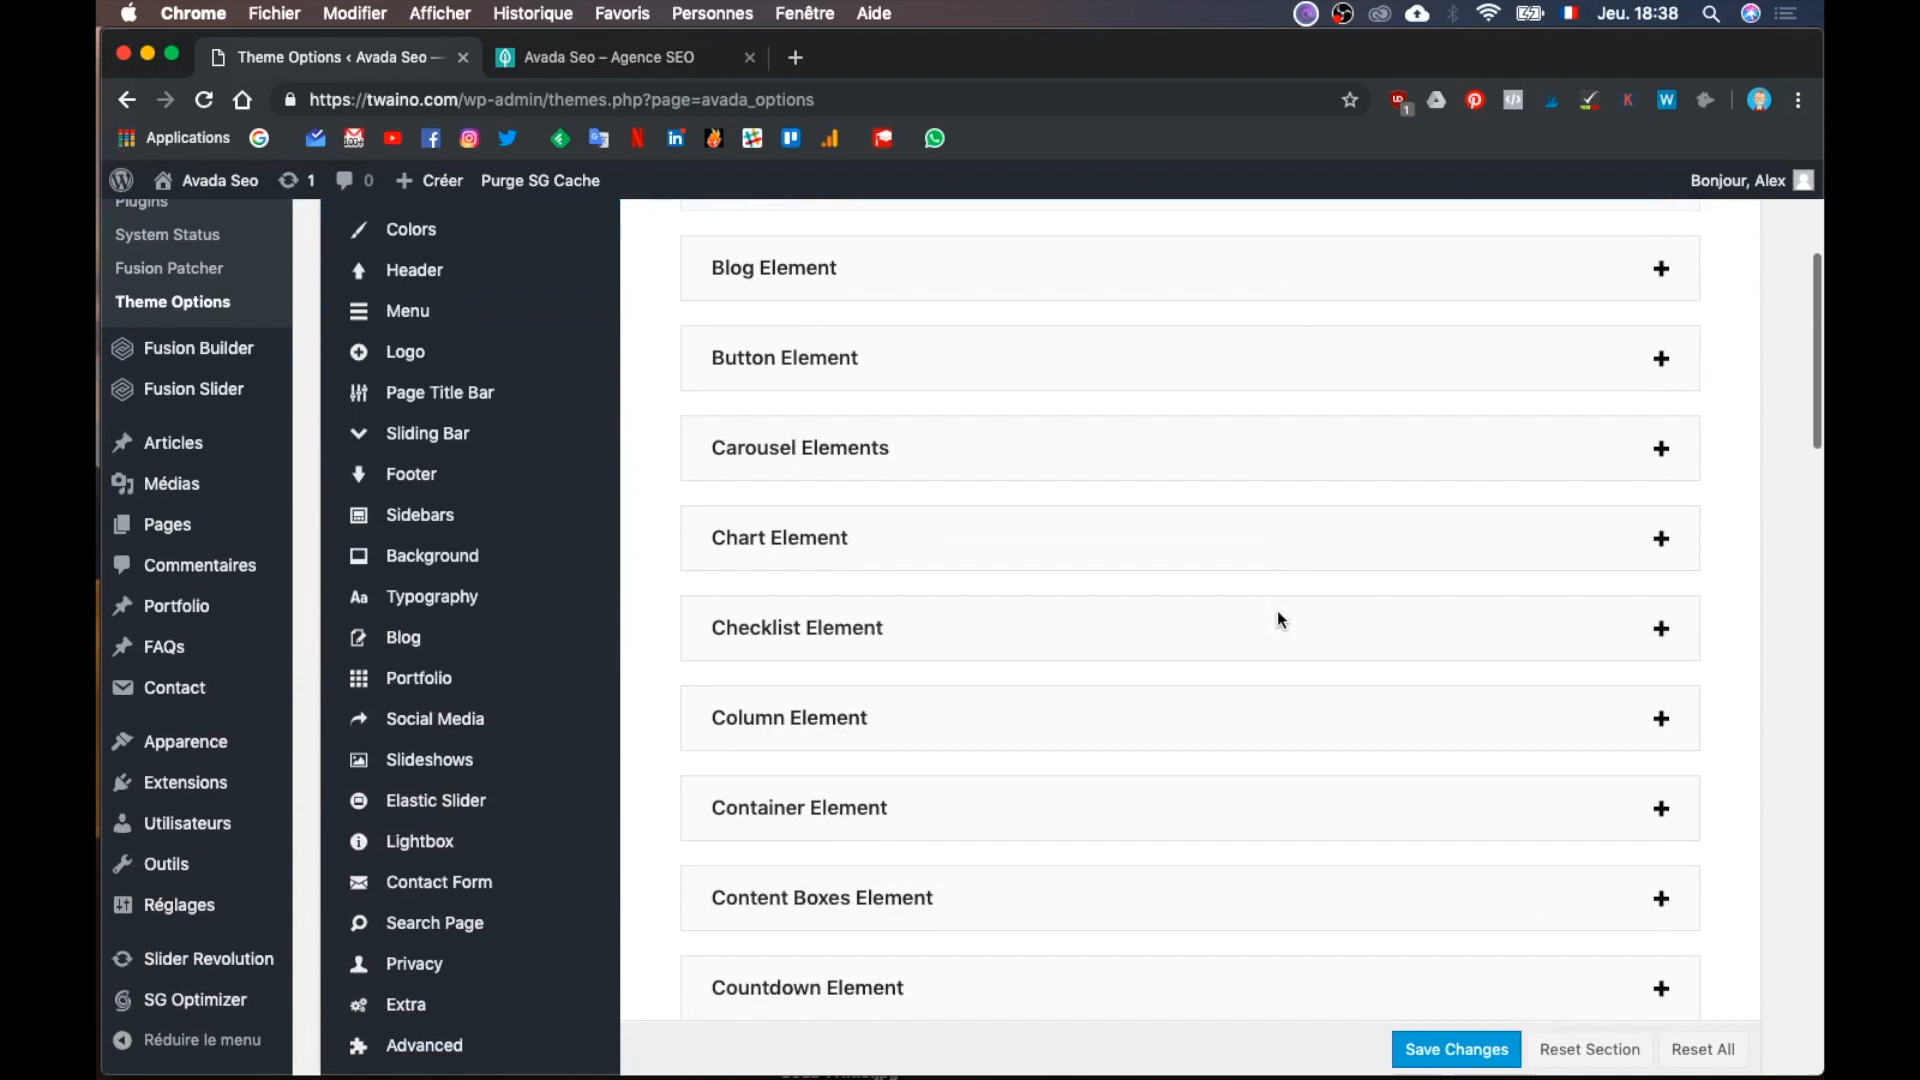 Chrome Fichier Modifier Afficher Historique Favoris Personnes Fenêtre Aide Jeu. 18:38
Theme Options ‹ Avada Seo — Avada Seo – Agence SEO
https://twaino.com/wp-admin/themes.php?page=avada_options
Applications
Avada Seo 1 0 Créer Purge SG Cache Bonjour, Alex
Plugins
System Status
Fusion Patcher
Theme Options
Fusion Builder
Fusion Slider
Articles
Médias
Pages
Commentaires
Portfolio
FAQs
Contact
Apparence
Extensions
Utilisateurs
Outils
Réglages
Slider Revolution
SG Optimizer
Réduire le menu
Colors
Header
Menu
Logo
Page Title Bar
Sliding Bar
Footer
Sidebars
Background
Aa Typography
Blog
Portfolio
Social Media
Slideshows
Elastic Slider
Lightbox
Contact Form
Search Page
Privacy
Extra
Advanced
Blog Element
Button Element
Carousel Elements
Chart Element
Checklist Element
Column Element
Container Element
Content Boxes Element
Countdown Element
Save Changes Reset Section Reset All